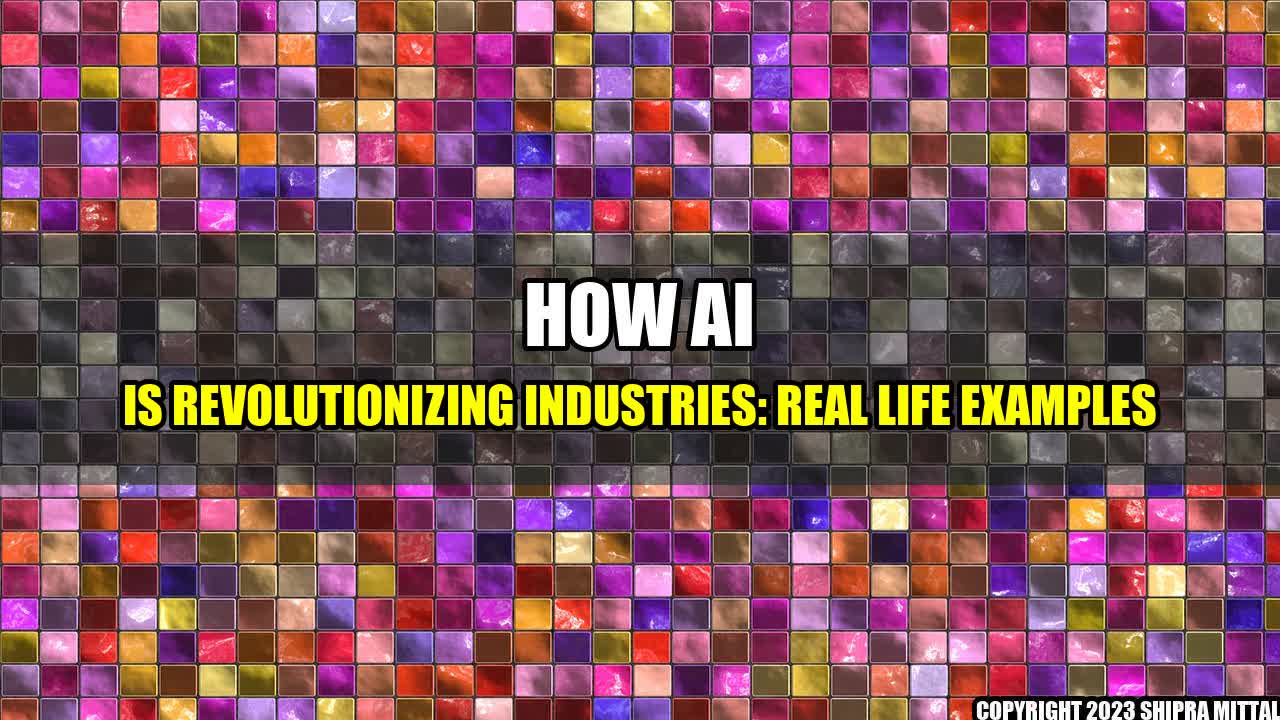 HOW AI
IS REVOLUTIONIZING INDUSTRIES: REAL LIFE EXAMPLES
COPYRIGHT 2023 SHIPRA MITTAL